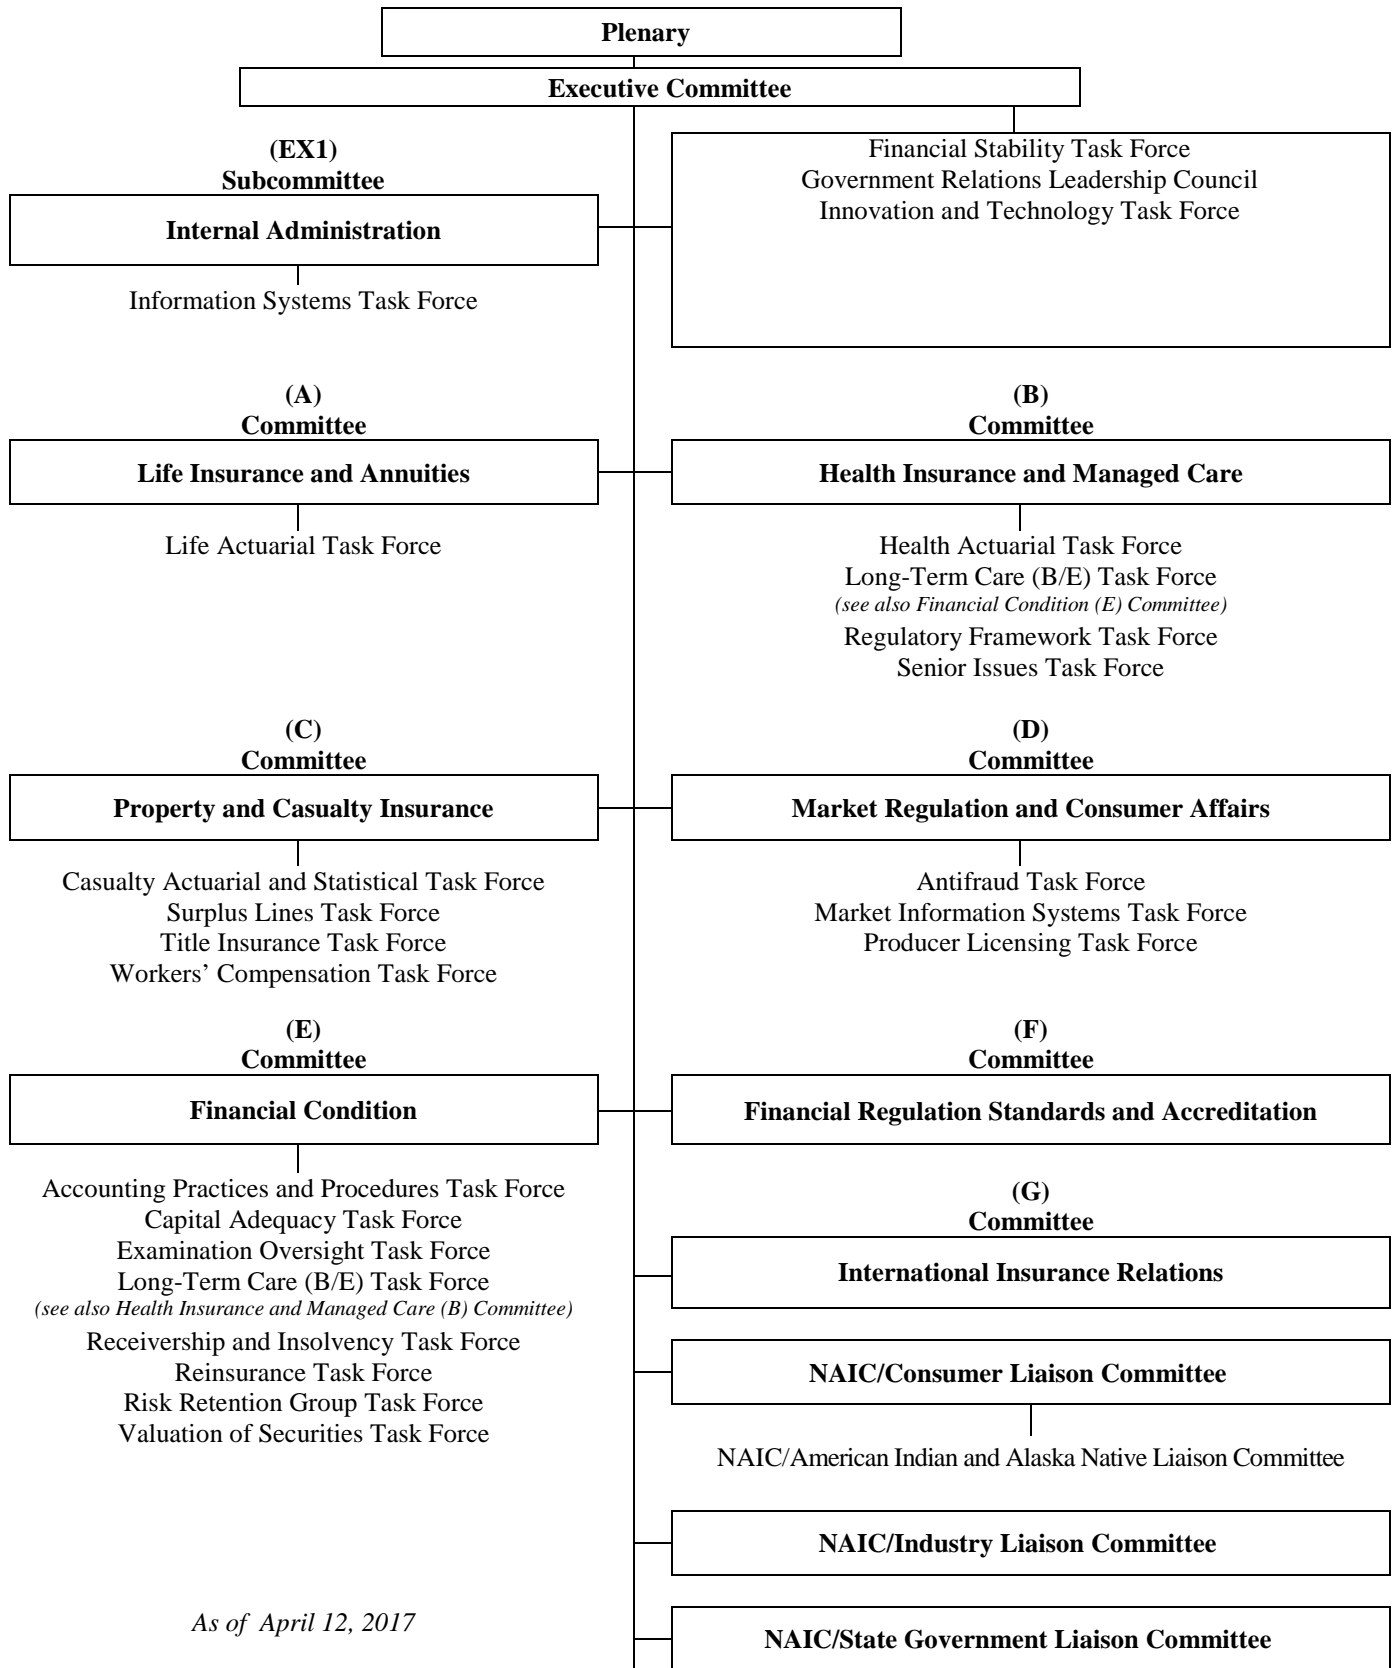 Plenary
Executive Committee
(EX1)
Subcommittee
Internal Administration
Information Systems Task Force
Financial Stability Task Force
Government Relations Leadership Council
Innovation and Technology Task Force
(A)
Committee
Life Insurance and Annuities
Life Actuarial Task Force
(B)
Committee
Health Insurance and Managed Care
Health Actuarial Task Force
Long-Term Care (B/E) Task Force
(see also Financial Condition (E) Committee)
Regulatory Framework Task Force
Senior Issues Task Force
(C)
Committee
Property and Casualty Insurance
Casualty Actuarial and Statistical Task Force
Surplus Lines Task Force
Title Insurance Task Force
Workers’ Compensation Task Force
(D)
Committee
Market Regulation and Consumer Affairs
Antifraud Task Force
Market Information Systems Task Force
Producer Licensing Task Force
(E)
Committee
Financial Condition
Accounting Practices and Procedures Task Force
Capital Adequacy Task Force
Examination Oversight Task Force
Long-Term Care (B/E) Task Force
(see also Health Insurance and Managed Care (B) Committee)
Receivership and Insolvency Task Force
Reinsurance Task Force
Risk Retention Group Task Force
Valuation of Securities Task Force
(F)
Committee
Financial Regulation Standards and Accreditation
(G)
Committee
International Insurance Relations
NAIC/Consumer Liaison Committee
NAIC/American Indian and Alaska Native Liaison Committee
NAIC/Industry Liaison Committee
NAIC/State Government Liaison Committee
As of April 12, 2017